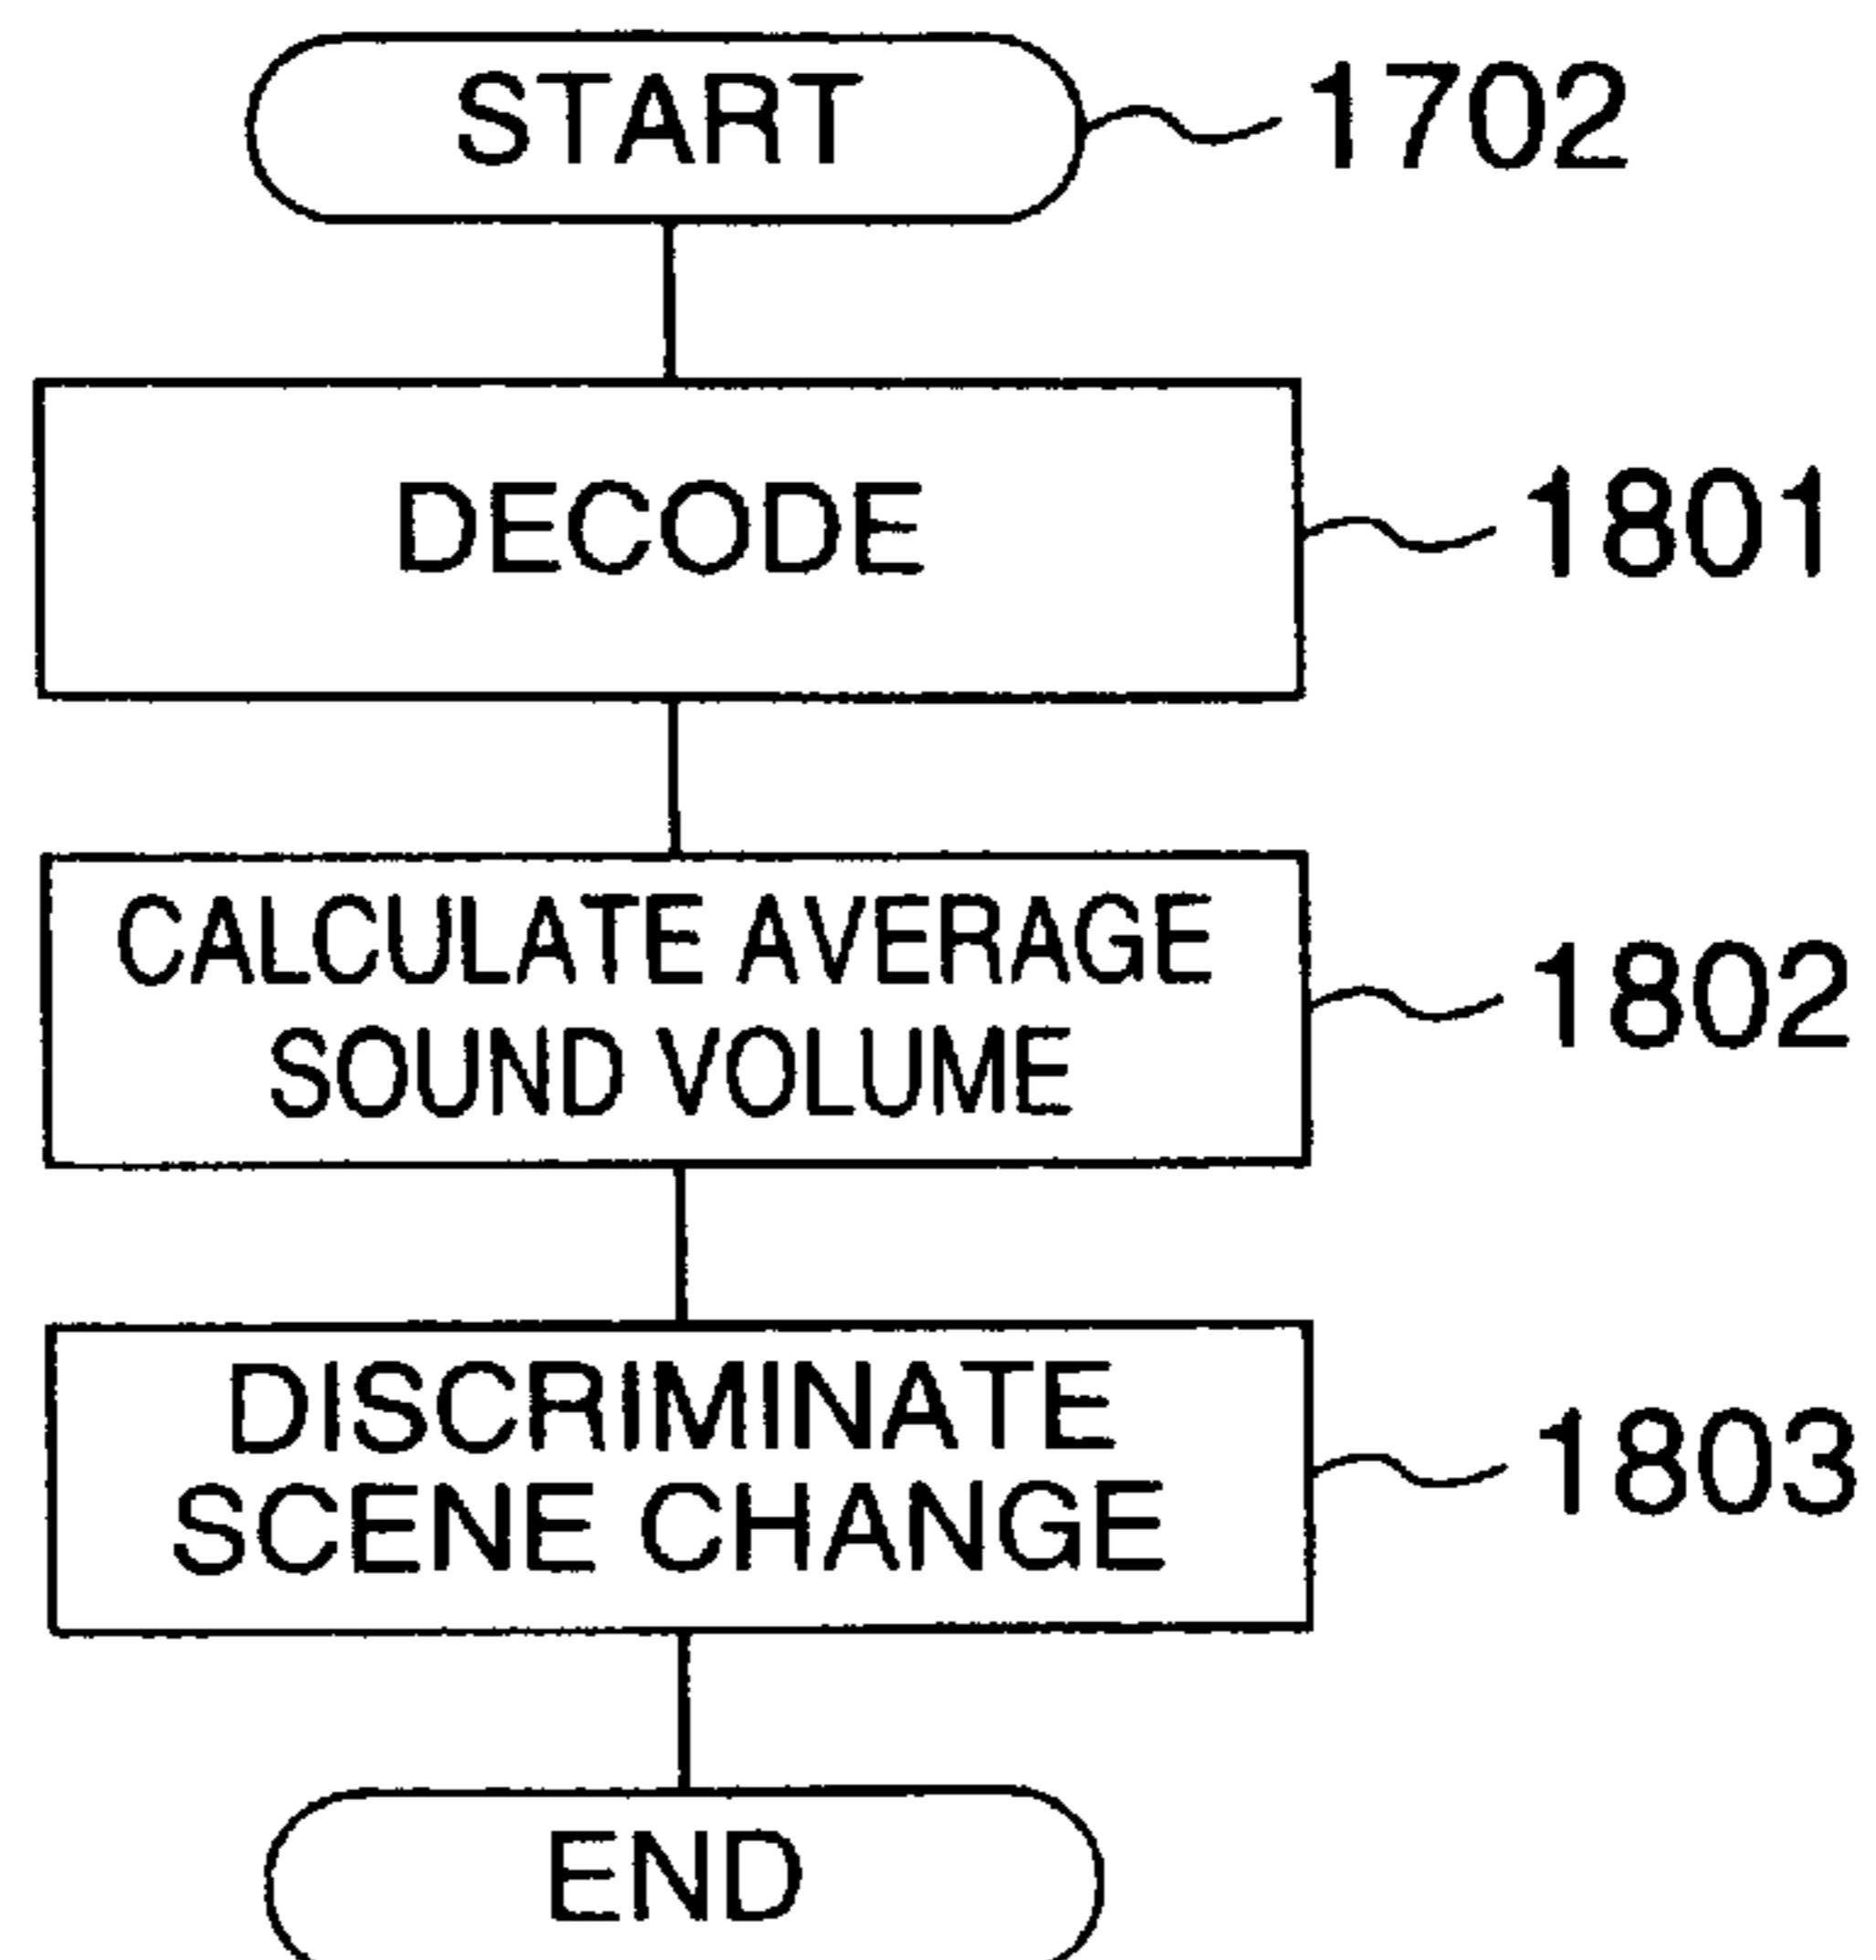 START
1702
DECODE
1801
CALCULATE AVERAGE
SOUND VOLUME
1802
DISCRIMINATE
SCENE CHANGE
1803
END